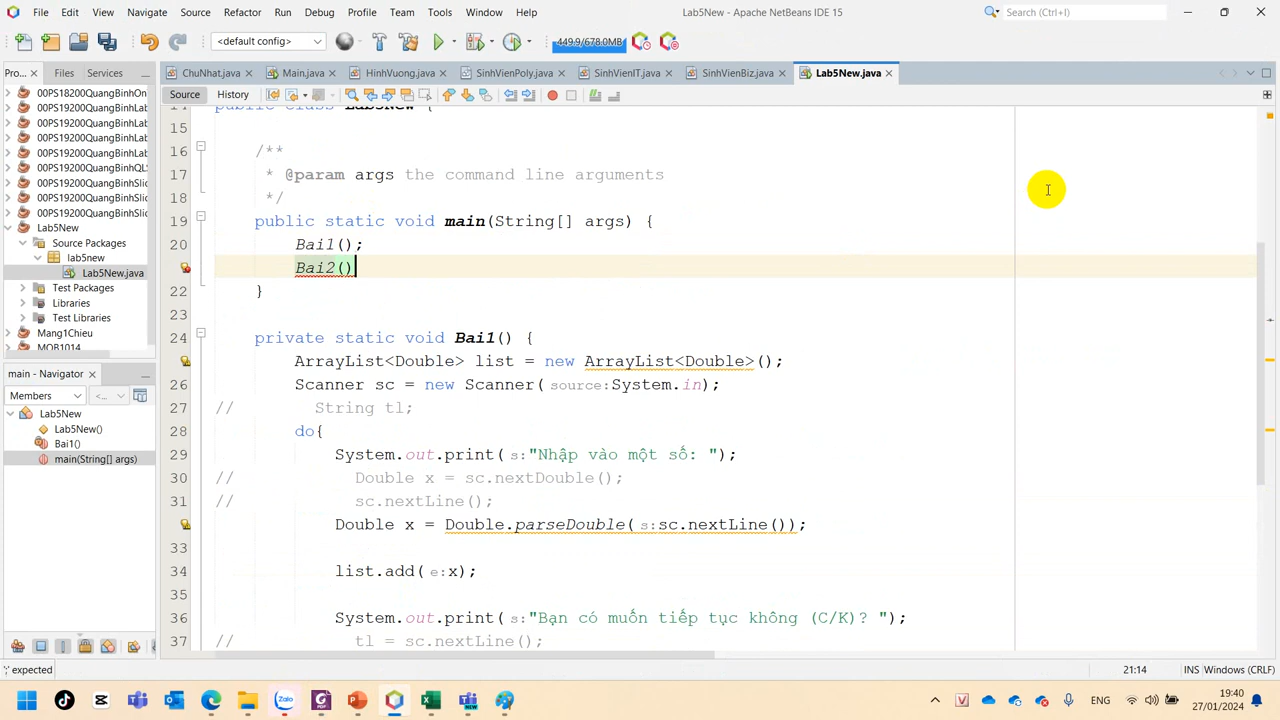 File Edit View Navigate Source Refactor Run Debug Profile Team Tools Window Help
Lab5New - Apache NetBeans IDE 15
Search (Ctrl+I)
<default config>
449.9/678.0MB
Pro... Files Services
ChuNhat.java Main.java HinhVuong.java SinhVienPoly.java SinhVienIT.java SinhVienBiz.java Lab5New.java
Source History
00PS18200QuangBinhOn
00PS19200QuangBinhLab
00PS19200QuangBinhLab
00PS19200QuangBinhLab
00PS19200QuangBinhLab
00PS19200QuangBinhQL
00PS19200QuangBinhSlic
00PS19200QuangBinhSlic
00PS19200QuangBinhSlic
Lab5New
Source Packages
lab5new
Lab5New.java
Test Packages
Libraries
Test Libraries
Mang1Chieu
MOB1014
main - Navigator
Members
<...
Lab5New
Lab5New()
Bai1()
main(String[] args)
14 public class Lab5New {
15
16 /**
17 * @param args the command line arguments
18 */
19 public static void main(String[] args) {
20 Bai1();
Bai2()
22 }
23
24 private static void Bai1() {
ArrayList<Double> list = new ArrayList<Double>();
26 Scanner sc = new Scanner( source:System.in);
27 // String tl;
28 do{
29 System.out.print( s:"Nhập vào một số: ");
30 // Double x = sc.nextDouble();
31 // sc.nextLine();
Double x = Double.parseDouble( s:sc.nextLine());
33
34 list.add( e:x);
35
36 System.out.print( s:"Bạn có muốn tiếp tục không (C/K)? ");
37 // tl = sc.nextLine();
';' expected
21:14
INS Windows (CRLF)
ENG
19:40
27/01/2024